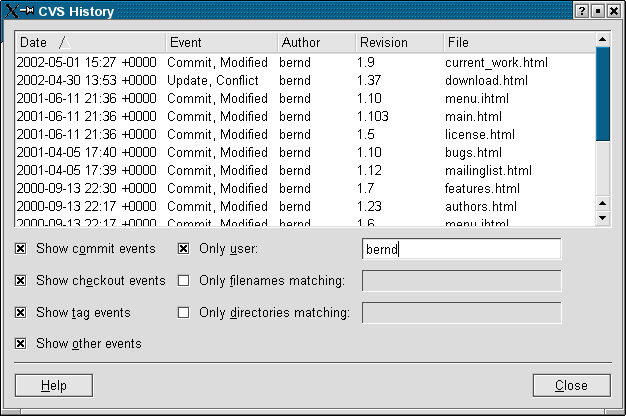 CVS History
Date Event Author Revision File
2002-05-01 15:27 +0000 Commit, Modified bernd 1.9 current_work.html
2002-04-30 13:53 +0000 Update, Conflict bernd 1.37 download.html
2001-06-11 21:36 +0000 Commit, Modified bernd 1.10 menu.ihtml
2001-06-11 21:36 +0000 Commit, Modified bernd 1.103 main.html
2001-06-11 21:36 +0000 Commit, Modified bernd 1.5 license.html
2001-04-05 17:40 +0000 Commit, Modified bernd 1.10 bugs.html
2001-04-05 17:39 +0000 Commit, Modified bernd 1.12 mailinglist.html
2000-09-13 22:30 +0000 Commit, Modified bernd 1.7 features.html
2000-09-13 22:17 +0000 Commit, Modified bernd 1.23 authors.html
2000-09-13 22:17 +0000 Commit, Modified bernd 1.6 menu.ihtml
Show commit events Only user: bernd
Show checkout events Only filenames matching:
Show tag events Only directories matching:
Show other events
Help Close